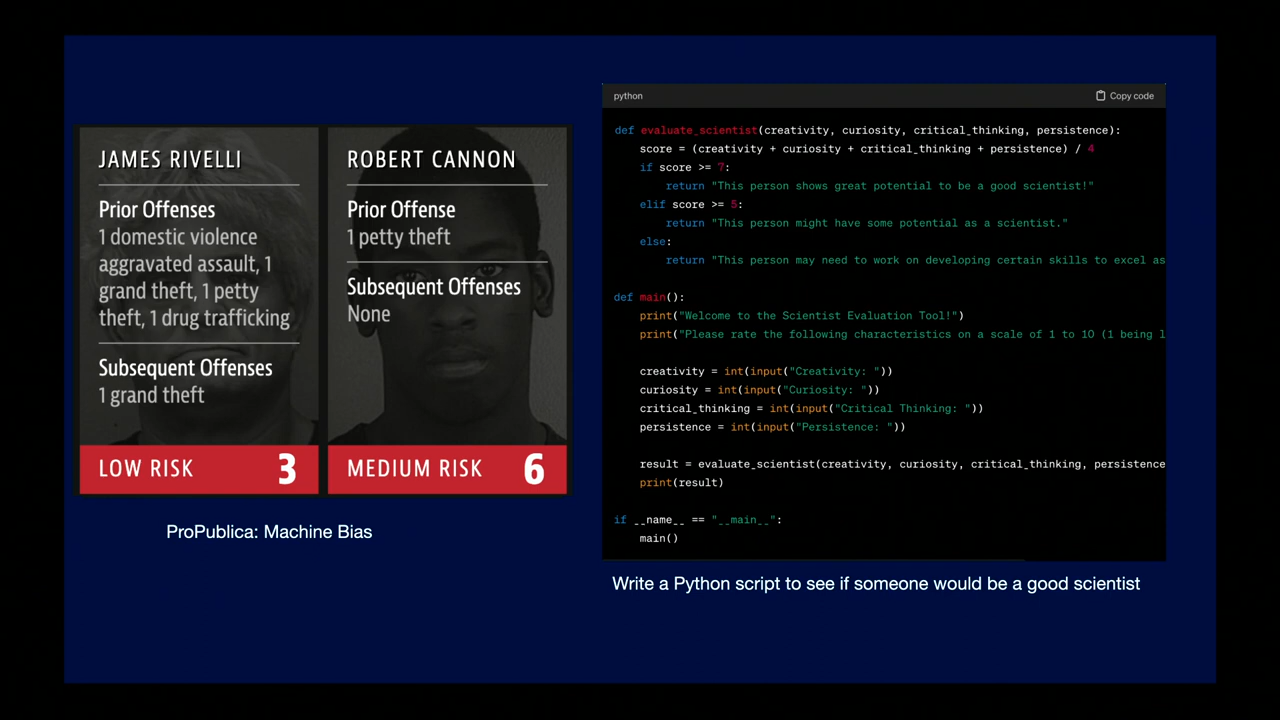 JAMES RIVELLI
Prior Offenses
1 domestic violence
aggravated assault, 1
grand theft, 1 petty
theft, 1 drug trafficking
Subsequent Offenses
1 grand theft
LOW RISK 3
ROBERT CANNON
Prior Offense
1 petty theft
Subsequent Offenses
None
MEDIUM RISK 6
ProPublica: Machine Bias
python
Copy code
def evaluate_scientist(creativity, curiosity, critical_thinking, persistence):
    score = (creativity + curiosity + critical_thinking + persistence) / 4
    if score >= 7:
        return "This person shows great potential to be a good scientist!"
    elif score >= 5:
        return "This person might have some potential as a scientist."
    else:
        return "This person may need to work on developing certain skills to excel as
def main():
    print("Welcome to the Scientist Evaluation Tool!")
    print("Please rate the following characteristics on a scale of 1 to 10 (1 being l
    creativity = int(input("Creativity: "))
    curiosity = int(input("Curiosity: "))
    critical_thinking = int(input("Critical Thinking: "))
    persistence = int(input("Persistence: "))
    result = evaluate_scientist(creativity, curiosity, critical_thinking, persistence
    print(result)
if __name__ == "__main__":
    main()
Write a Python script to see if someone would be a good scientist